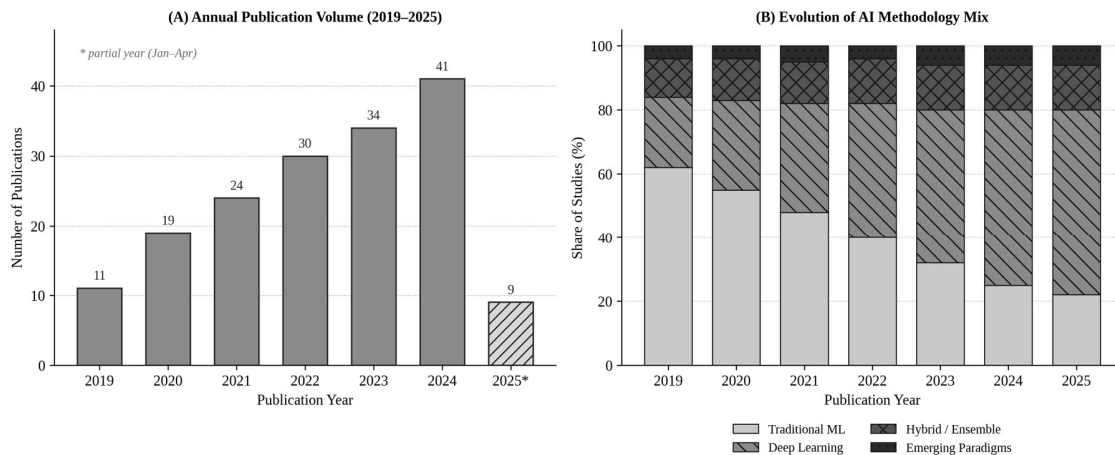 (A) Annual Publication Volume (2019–2025)
* partial year (Jan–Apr)
Number of Publications
40
30
20
10
0
11
19
24
30
34
41
9
2019 2020 2021 2022 2023 2024 2025*
Publication Year
(B) Evolution of AI Methodology Mix
Share of Studies (%)
100
80
60
40
20
0
2019 2020 2021 2022 2023 2024 2025
Publication Year
Traditional ML
Deep Learning
Hybrid / Ensemble
Emerging Paradigms